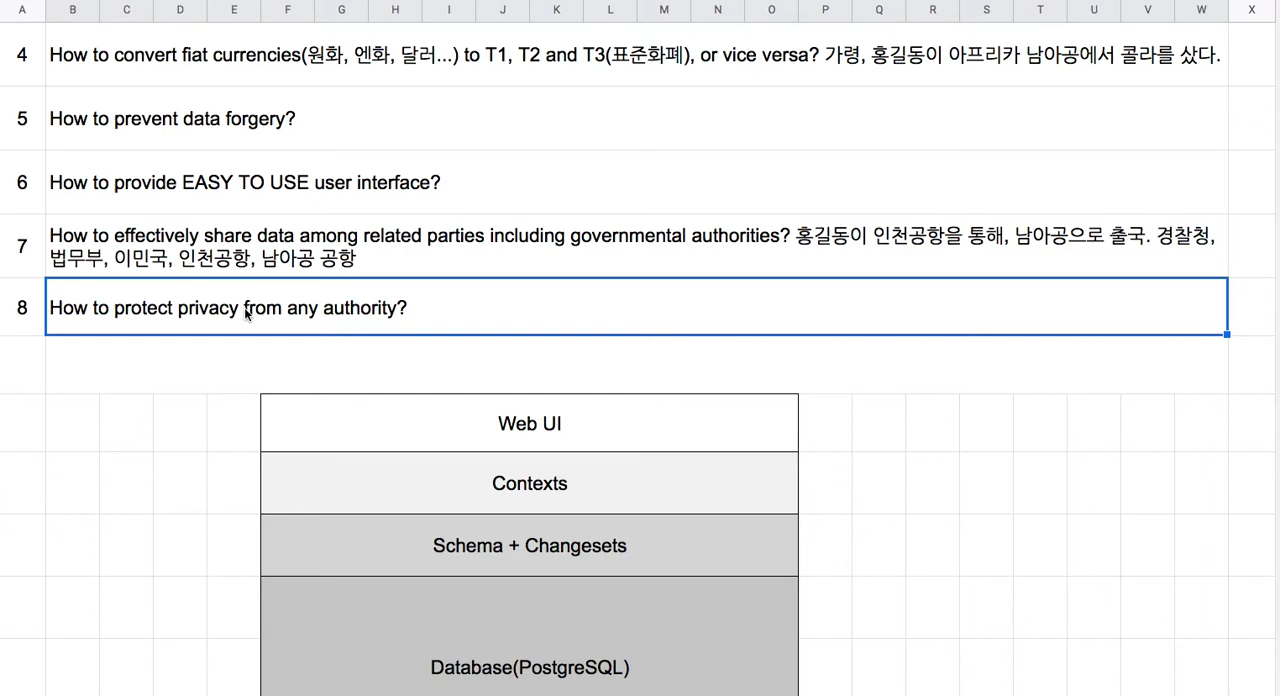 A B C D E F G H I J K L M N O P Q R S T U V W X
4 How to convert fiat currencies(원화, 엔화, 달러...) to T1, T2 and T3(표준화폐), or vice versa? 가령, 홍길동이 아프리카 남아공에서 콜라를 샀다.
5 How to prevent data forgery?
6 How to provide EASY TO USE user interface?
7 How to effectively share data among related parties including governmental authorities? 홍길동이 인천공항을 통해, 남아공으로 출국. 경찰청,
법무부, 이민국, 인천공항, 남아공 공항
8 How to protect privacy from any authority?
Web UI
Contexts
Schema + Changesets
Database(PostgreSQL)